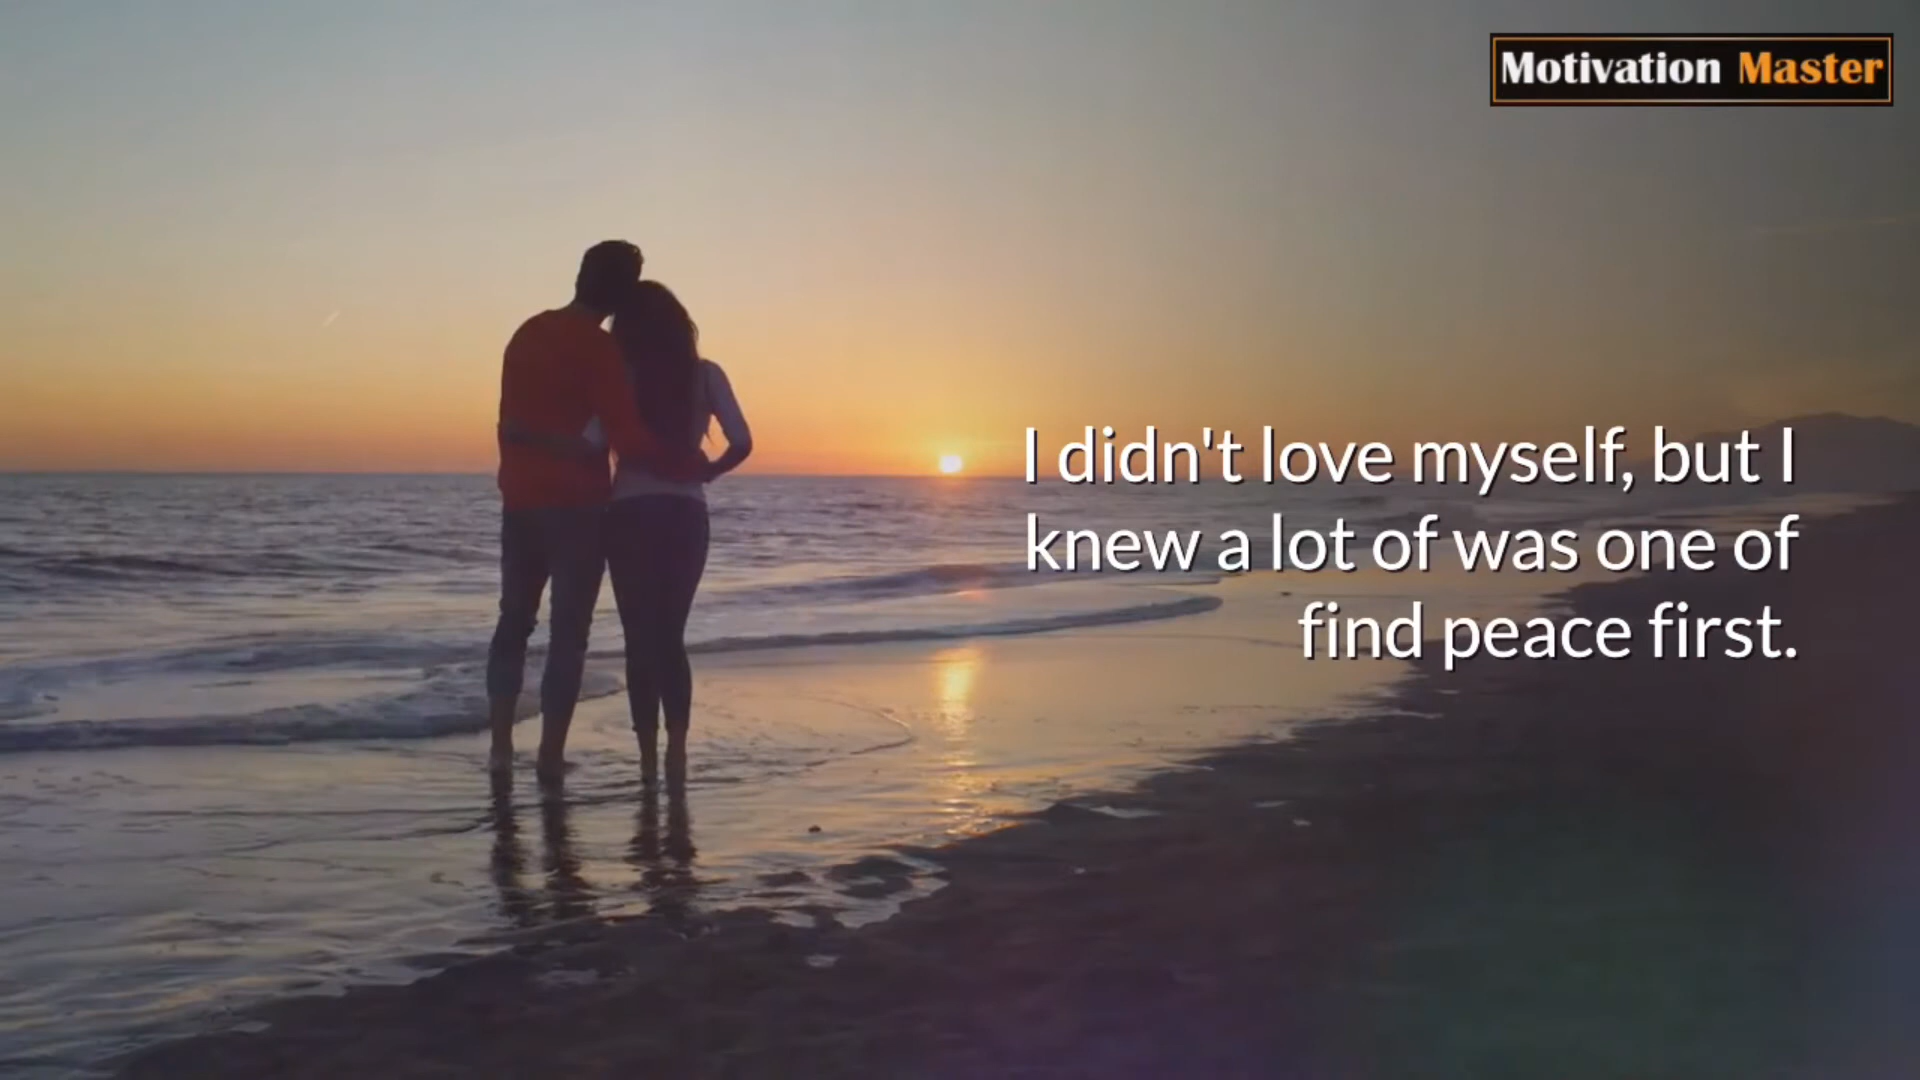 Motivation Master
I didn't love myself, but I
knew a lot of was one of
find peace first.